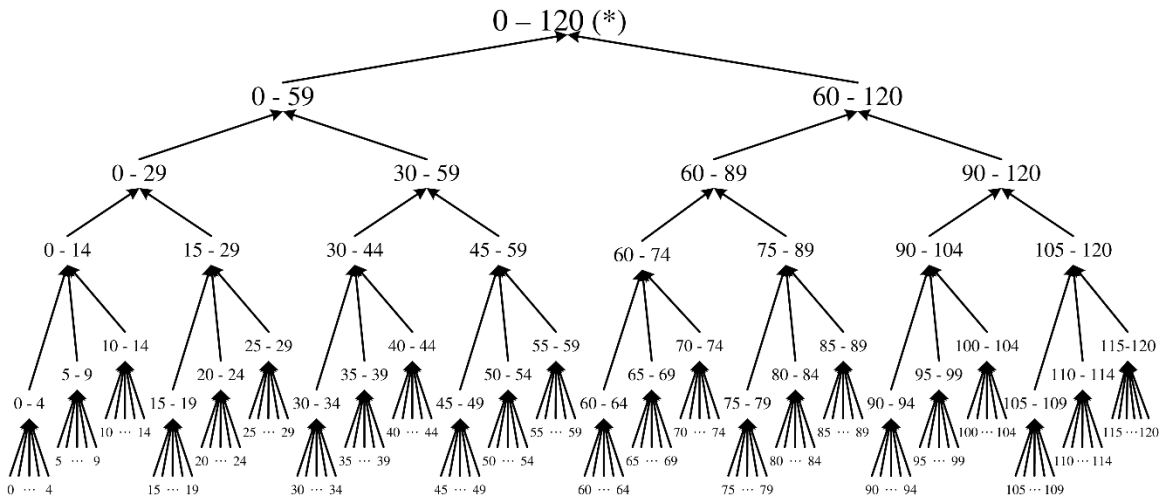 0 – 120 (*)
0 - 59 60 - 120
0 - 29 30 - 59 60 - 89 90 - 120
0 - 14 15 - 29 30 - 44 45 - 59 60 - 74 75 - 89 90 - 104 105 - 120
10 - 14 25 - 29 40 - 44 55 - 59 70 - 74 85 - 89 100 - 104 115-120
5 - 9 20 - 24 35 - 39 50 - 54 65 - 69 80 - 84 95 - 99 110 - 114
0 - 4 15 - 19 30 - 34 45 - 49 60 - 64 75 - 79 90 - 94 105 - 109
10 ··· 14 25 ··· 29 40 ··· 44 55 ··· 59 70 ··· 74 85 ··· 89 100 ··· 104 115 ··· 120
5 ··· 9 20 ··· 24 35 ··· 39 50 ··· 54 65 ··· 69 80 ··· 84 95 ··· 99 110 ··· 114
0 ··· 4 15 ··· 19 30 ··· 34 45 ··· 49 60 ··· 64 75 ··· 79 90 ··· 94 105 ··· 109